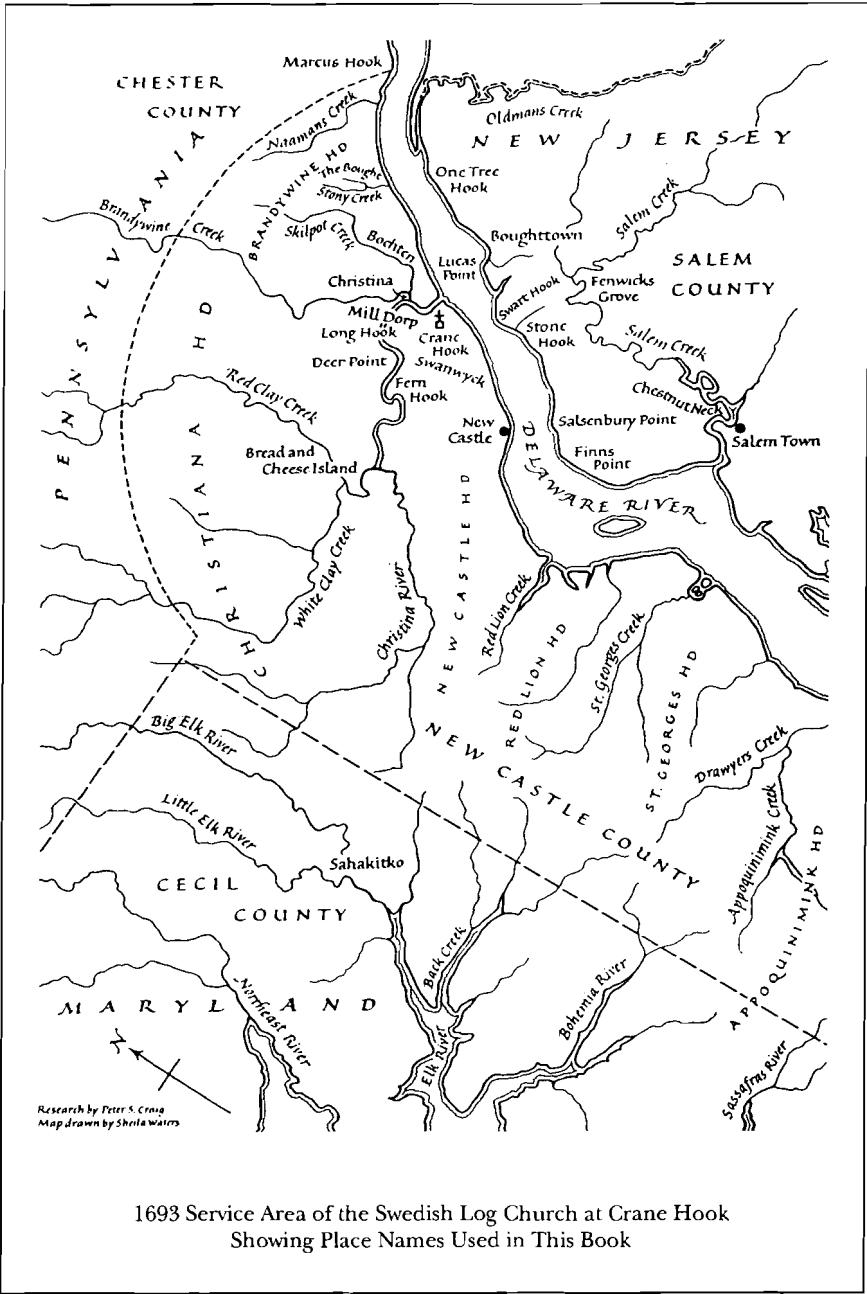 Marcus Hook
CHESTER
COUNTY
Naamans Creek
Oldmans Creek
NEW JERSEY
BRANDYWINE HD
The Bought
Stony Creek
One Tree
Hook
PENNSYLVANIA
Brandywine Creek
Skilpot Creek
Bochten
Boughttown
Salem Creek
Lucas
Point
SALEM
COUNTY
Christina
Fenwicks
Grove
Swart Hook
Mill Dorp
Long Hook
Crane
Hook
Stone
Hook
Salem Creek
Deer Point
Swanwyck
Fern
Hook
Red Clay Creek
Chestnut Neck
New
Castle
Salsenbury Point
Salem Town
CHRISTIANA HD
Bread and
Cheese Island
Finns
Point
DELAWARE RIVER
NEW CASTLE HD
White Clay Creek
Christina River
Red Lion Creek
RED LION HD
St. Georges Creek
ST. GEORGES HD
Big Elk River
NEW CASTLE COUNTY
Drawyers Creek
Little Elk River
Sahakitko
Appoquinimink Creek
APPOQUINIMINK HD
CECIL
COUNTY
Back Creek
Bohemia River
MARYLAND
Northeast River
Elk River
Sassafras River
N
Research by Peter S. Craig
Map drawn by Sheila Waters
1693 Service Area of the Swedish Log Church at Crane Hook
Showing Place Names Used in This Book